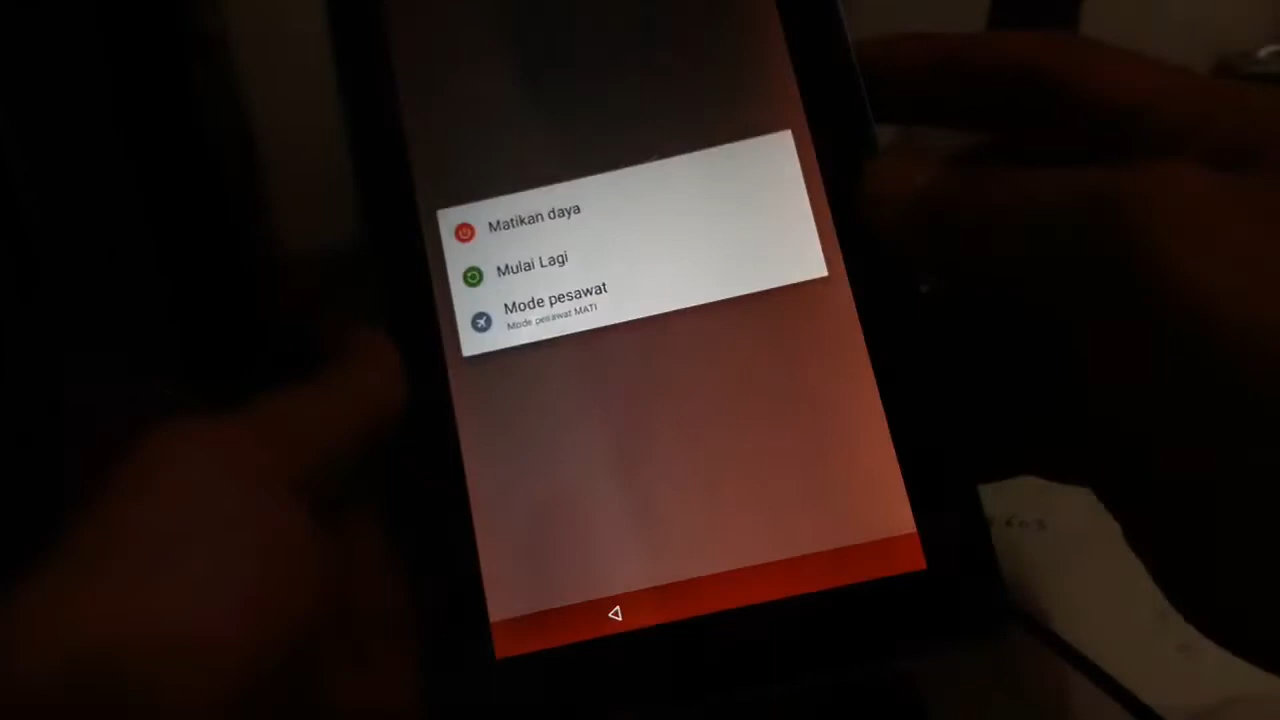 Matikan daya
Mulai Lagi
Mode pesawat
Mode pesawat MATI